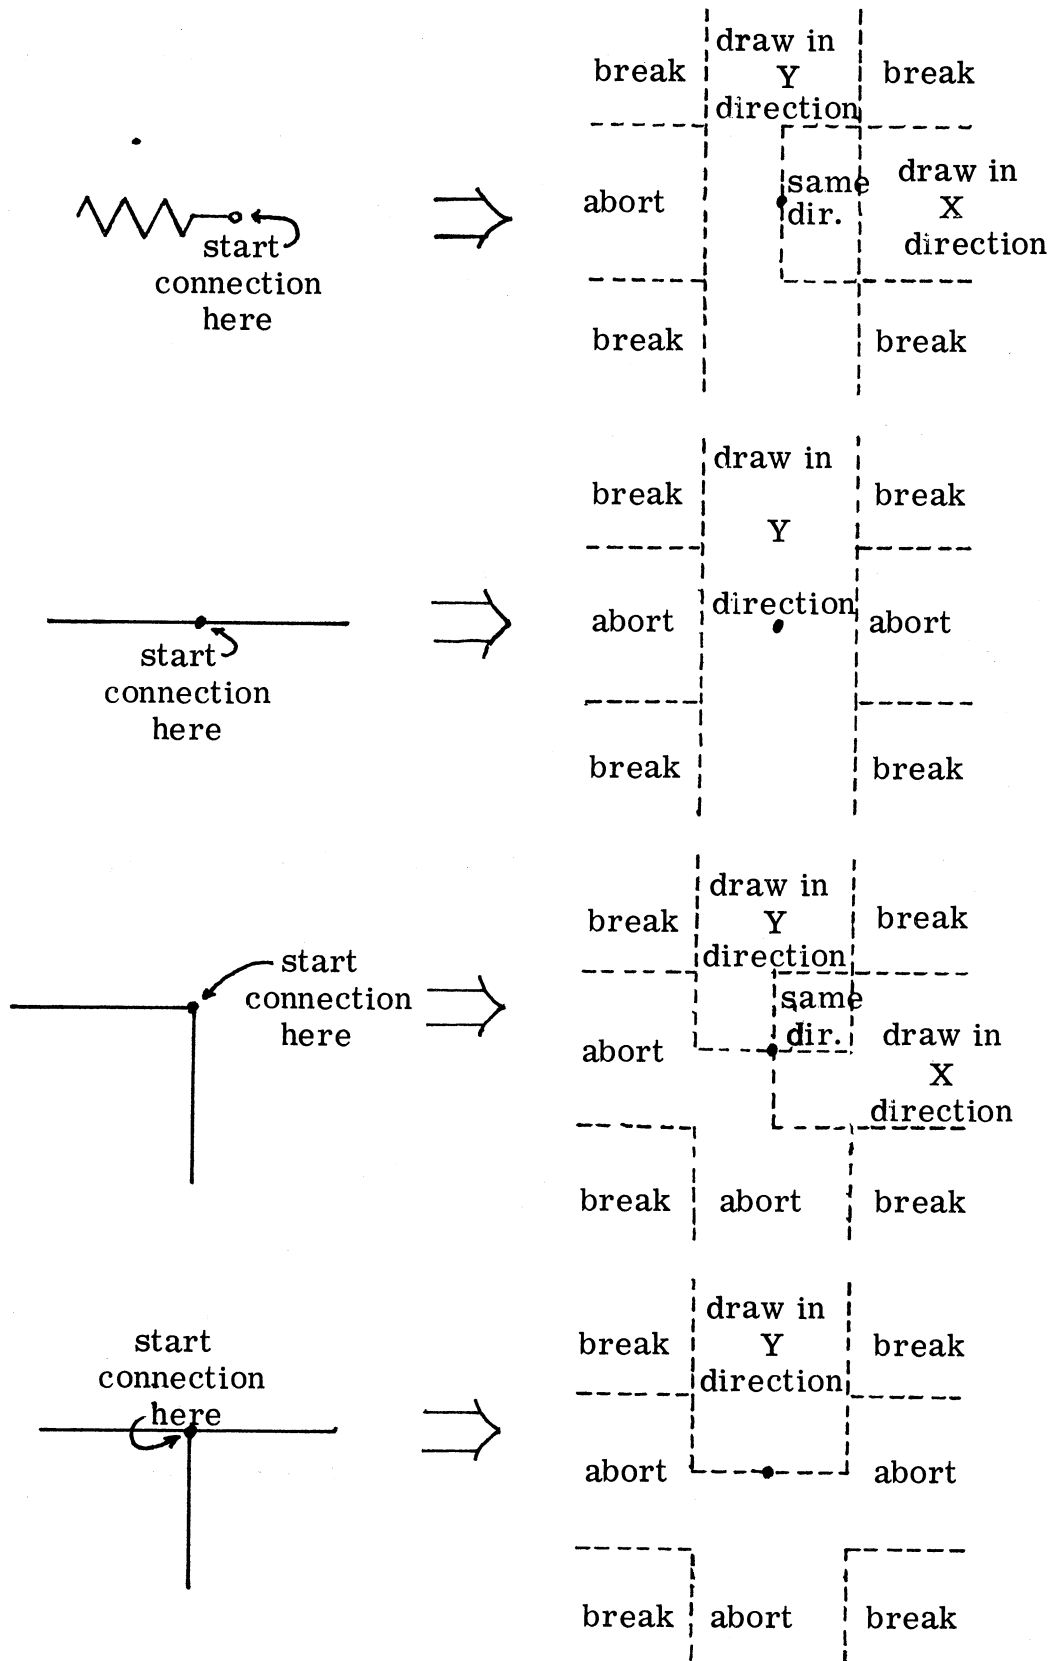 draw in
break
Y
break
direction
same
draw in
abort
dir.
X
direction
start
connection
here
break
break
draw in
break
break
Y
direction
abort
abort
start
connection
here
break
break
draw in
break
Y
break
direction
start
connection
here
same
dir.
draw in
abort
X
direction
break
abort
break
draw in
start
connection
here
break
Y
break
direction
abort
abort
break
abort
break